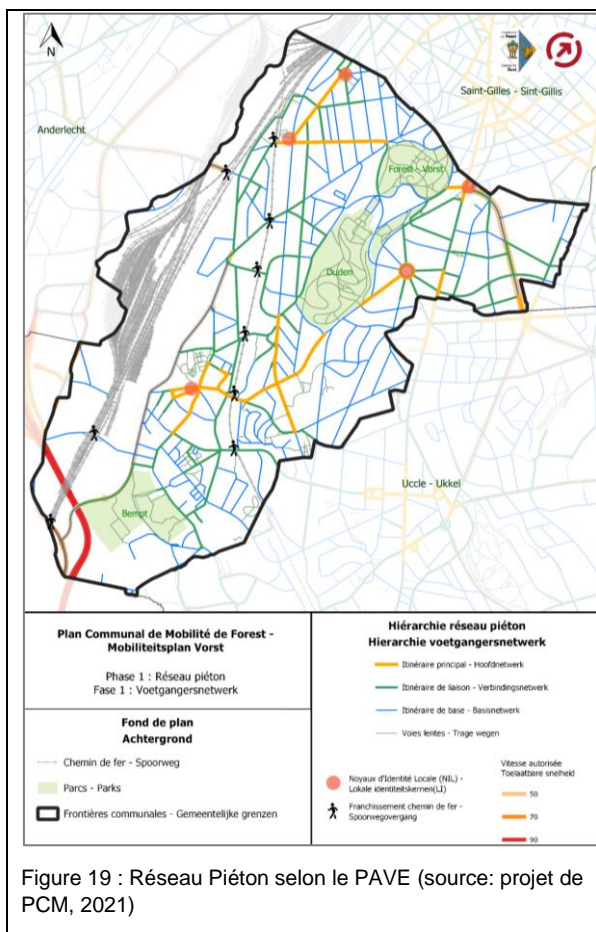 N
Anderlecht
Saint-Gilles - Sint-Gillis
Forest - Vorst
Duden
Bempt
Uccle - Ukkel
Plan Communal de Mobilité de Forest -
Mobiliteitsplan Vorst
Phase 1 : Réseau piéton
Fase 1 : Voetgangersnetwerk
Fond de plan
Achtergrond
Chemin de fer - Spoorweg
Parcs - Parks
Frontières communales - Gemeentelijke grenzen
Hiérarchie réseau piéton
Hierarchie voetgangersnetwerk
Itinéraire principal - Hoofdnetwerk
Itinéraire de liaison - Verbindingsnetwerk
Itinéraire de base - Basisnetwerk
Voies lentes - Trage wegen
Noyaux d'Identité Locale (NIL) -
Lokale identiteitskernen(LI)
Franchissement chemin de fer -
Spoorwegovergang
Vitesse autorisée
Toelaatbare snelheid
50
70
90
Figure 19 : Réseau Piéton selon le PAVE (source: projet de
PCM, 2021)